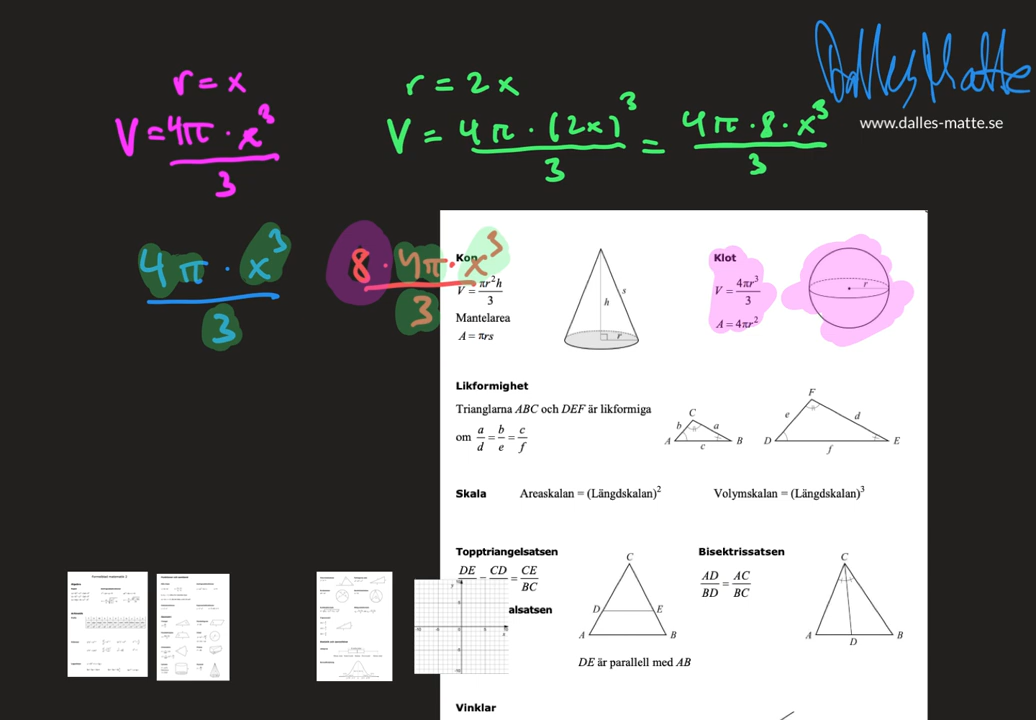 Dalles Matte
www.dalles-matte.se
r = x
V = 4π · x³ / 3
r = 2x
V = 4π · (2x)³ / 3 = 4π · 8 · x³ / 3
4π · x³ / 3
8 · 4π · x³ / 3
Kon
V = πr²h / 3
Mantelarea
A = πrs
s
h
r
Klot
V = 4πr³ / 3
A = 4πr²
r
Likformighet
Trianglarna ABC och DEF är likformiga
om a/d = b/e = c/f
C
b a
A c B
F
e d
D f E
Skala Areaskalan = (Längdskalan)² Volymskalan = (Längdskalan)³
Topptriangelsatsen
DE = CD = CE / BC
alsatsen
C
D E
A B
DE är parallell med AB
Bisektrissatsen
AD/BD = AC/BC
C
A D B
Vinklar